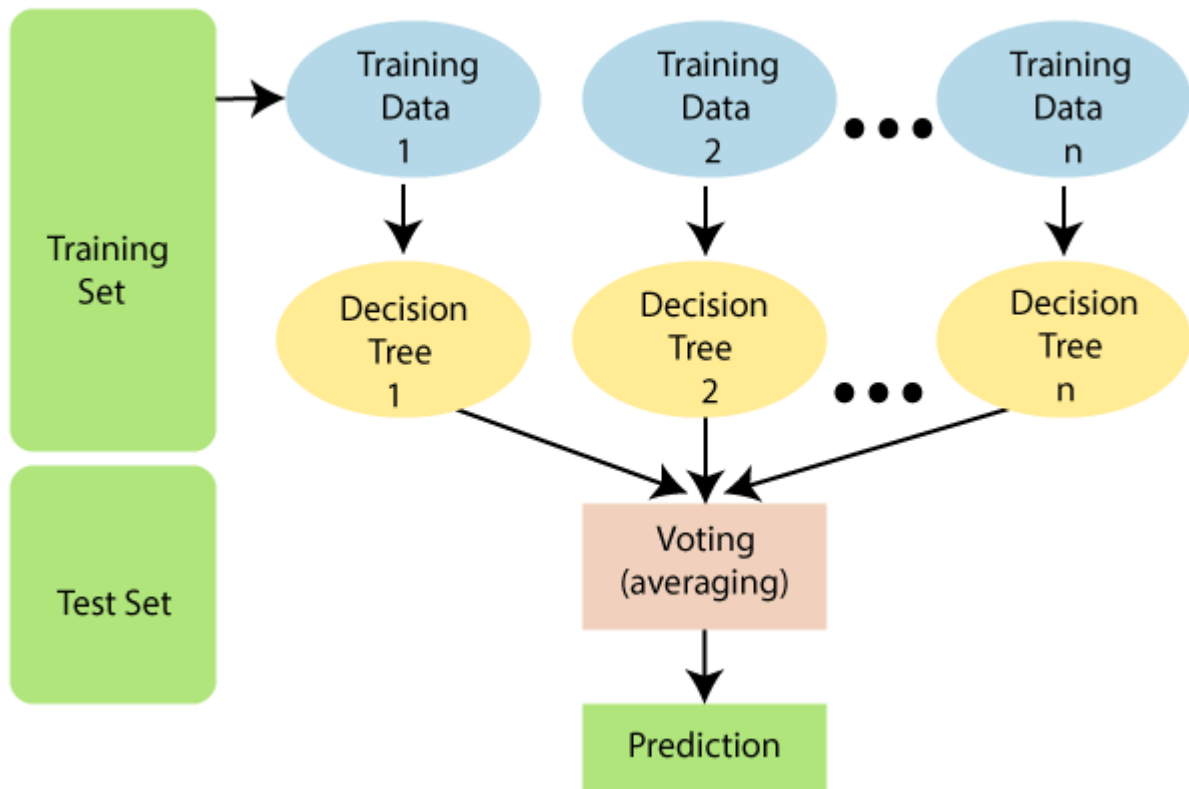 Training
Set
Test Set
Training
Data
1
Training
Data
2
Training
Data
n
Decision
Tree
1
Decision
Tree
2
Decision
Tree
n
Voting
(averaging)
Prediction